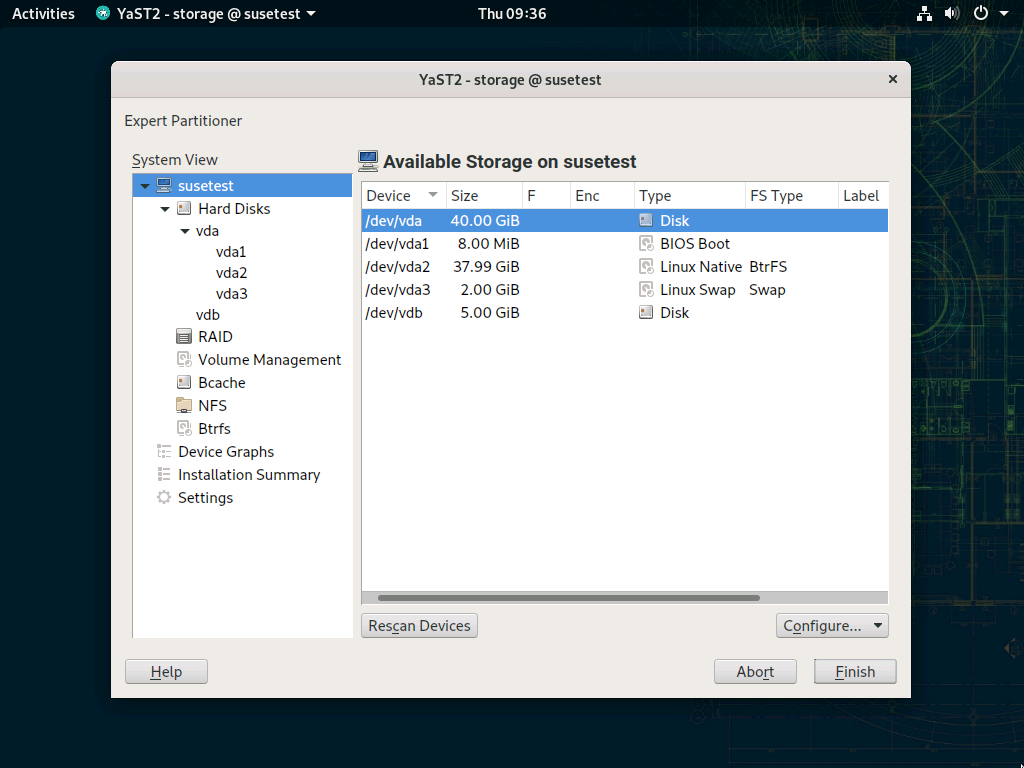 Activities YaST2 - storage @ susetest Thu 09:36
YaST2 - storage @ susetest
Expert Partitioner
System View
susetest
Hard Disks
vda
vda1
vda2
vda3
vdb
RAID
Volume Management
Bcache
NFS
Btrfs
Device Graphs
Installation Summary
Settings
Available Storage on susetest
Device Size F Enc Type FS Type Label
/dev/vda 40.00 GiB Disk
/dev/vda1 8.00 MiB BIOS Boot
/dev/vda2 37.99 GiB Linux Native BtrFS
/dev/vda3 2.00 GiB Linux Swap Swap
/dev/vdb 5.00 GiB Disk
Rescan Devices Configure...
Help Abort Finish